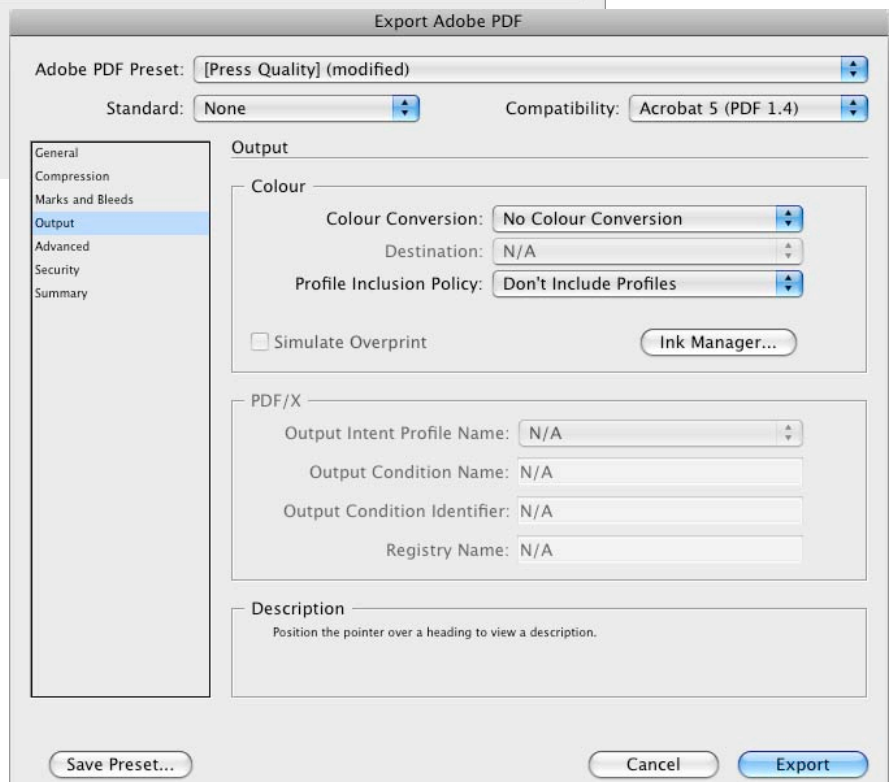 Export Adobe PDF
Adobe PDF Preset: [Press Quality] (modified)
Standard: None Compatibility: Acrobat 5 (PDF 1.4)
General
Compression
Marks and Bleeds
Output
Advanced
Security
Summary
Output
Colour
Colour Conversion: No Colour Conversion
Destination: N/A
Profile Inclusion Policy: Don't Include Profiles
Simulate Overprint Ink Manager...
PDF/X
Output Intent Profile Name: N/A
Output Condition Name: N/A
Output Condition Identifier: N/A
Registry Name: N/A
Description
Position the pointer over a heading to view a description.
Save Preset... Cancel Export